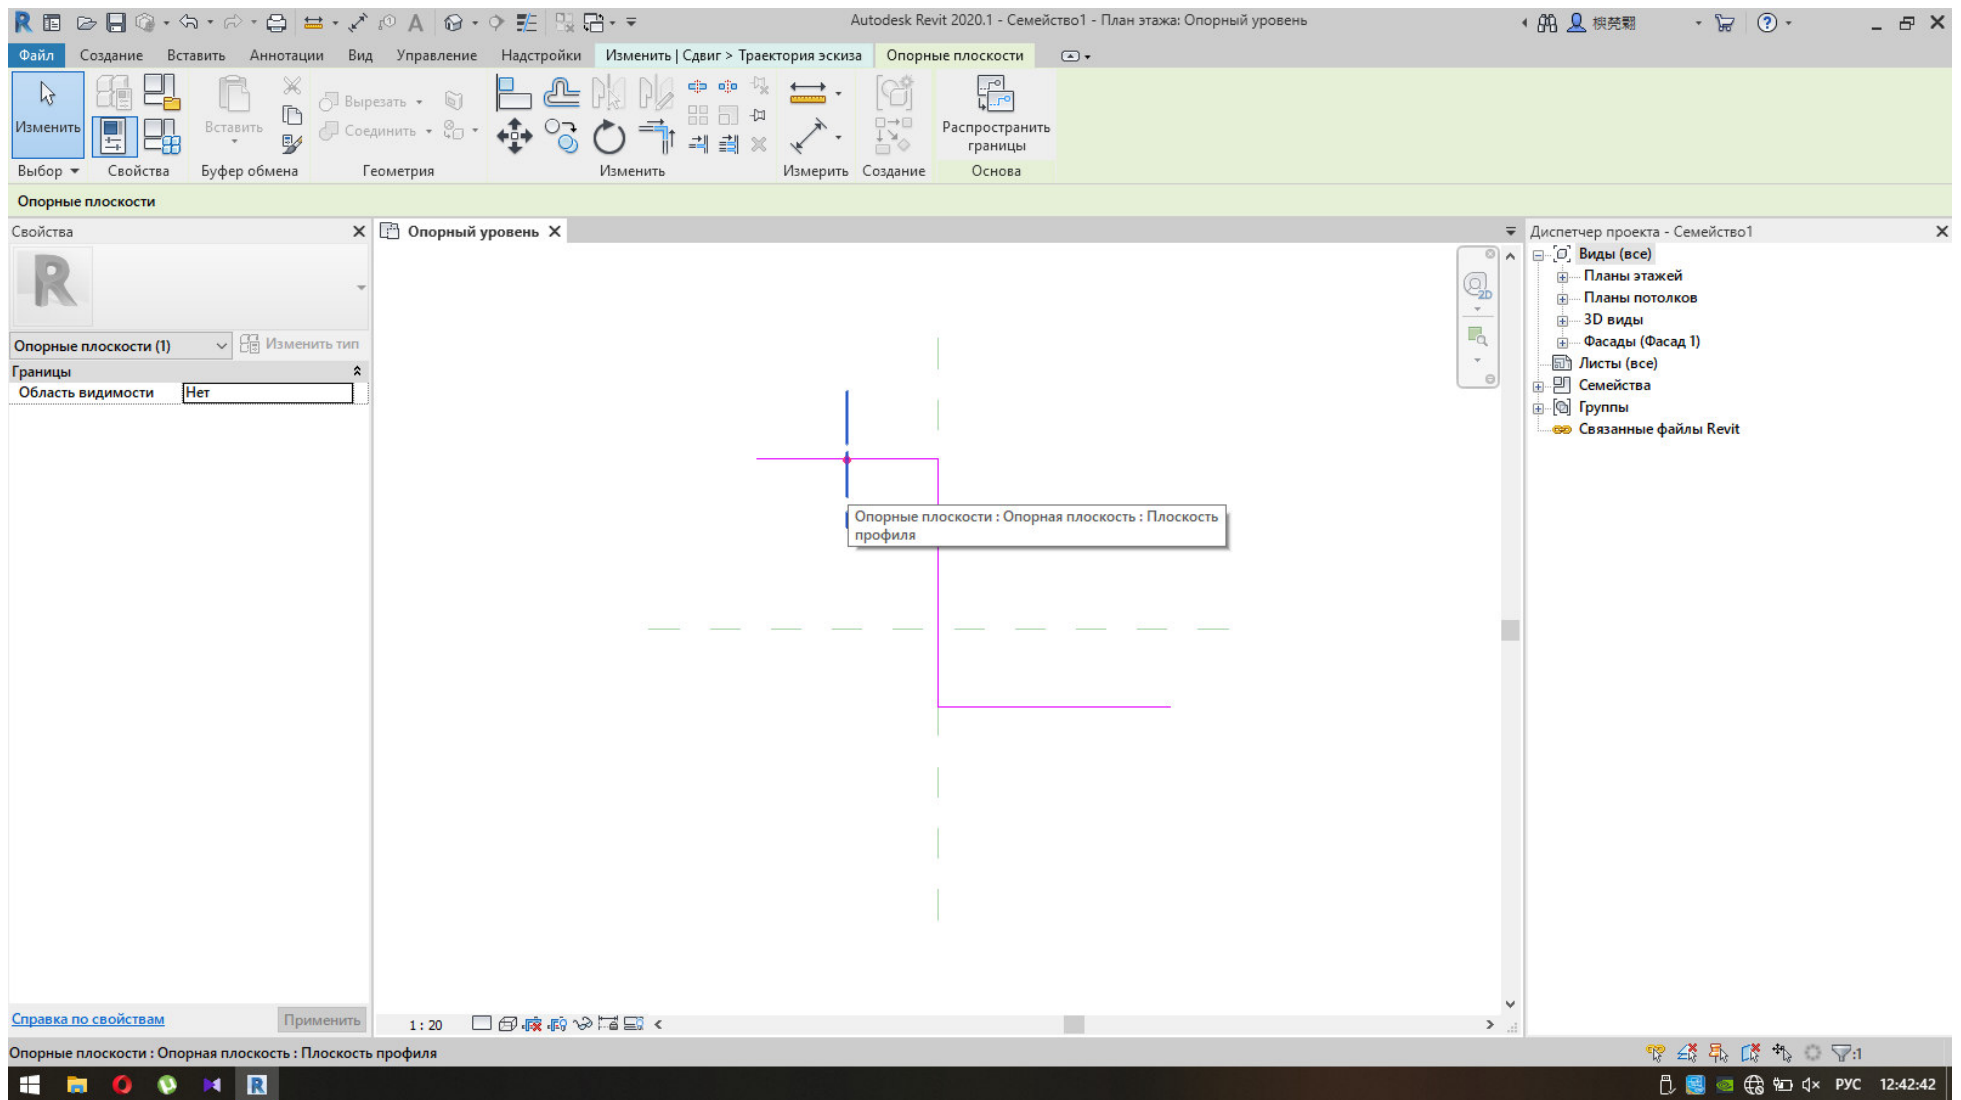 Autodesk Revit 2020.1 - Семейство1 - План этажа: Опорный уровень
Файл Создание Вставить Аннотации Вид Управление Надстройки Изменить | Сдвиг > Траектория эскиза Опорные плоскости
Изменить
Вставить
Вырезать
Соединить
Распространить
границы
Выбор Свойства Буфер обмена Геометрия Изменить Измерить Создание Основа
Опорные плоскости
Свойства
Опорный уровень
Диспетчер проекта - Семейство1
R
2D
Виды (все)
Планы этажей
Планы потолков
3D виды
Фасады (Фасад 1)
Листы (все)
Семейства
Группы
Связанные файлы Revit
Опорные плоскости (1)
Изменить тип
Границы
Область видимости Нет
Опорные плоскости : Опорная плоскость : Плоскость
профиля
Справка по свойствам
Применить
1 : 20
Опорные плоскости : Опорная плоскость : Плоскость профиля
:1
РУС 12:42:42